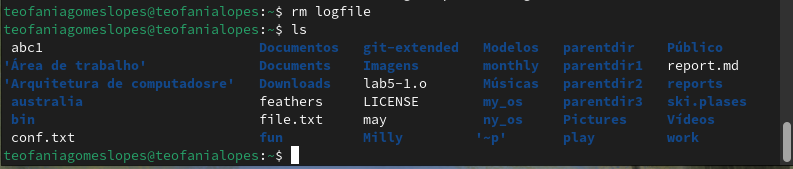 teofaniagomeslopes@teofanialopes:~$ rm logfile
teofaniagomeslopes@teofanialopes:~$ ls
abc1 Documentos git-extended Modelos parentdir Público
'Área de trabalho' Documents Imagens monthly parentdir1 report.md
'Arquitetura de computadosre' Downloads lab5-1.o Músicas parentdir2 reports
australia feathers LICENSE my_os parentdir3 ski.plases
bin file.txt may ny_os Pictures Vídeos
conf.txt fun Milly '-p' play work
teofaniagomeslopes@teofanialopes:~$